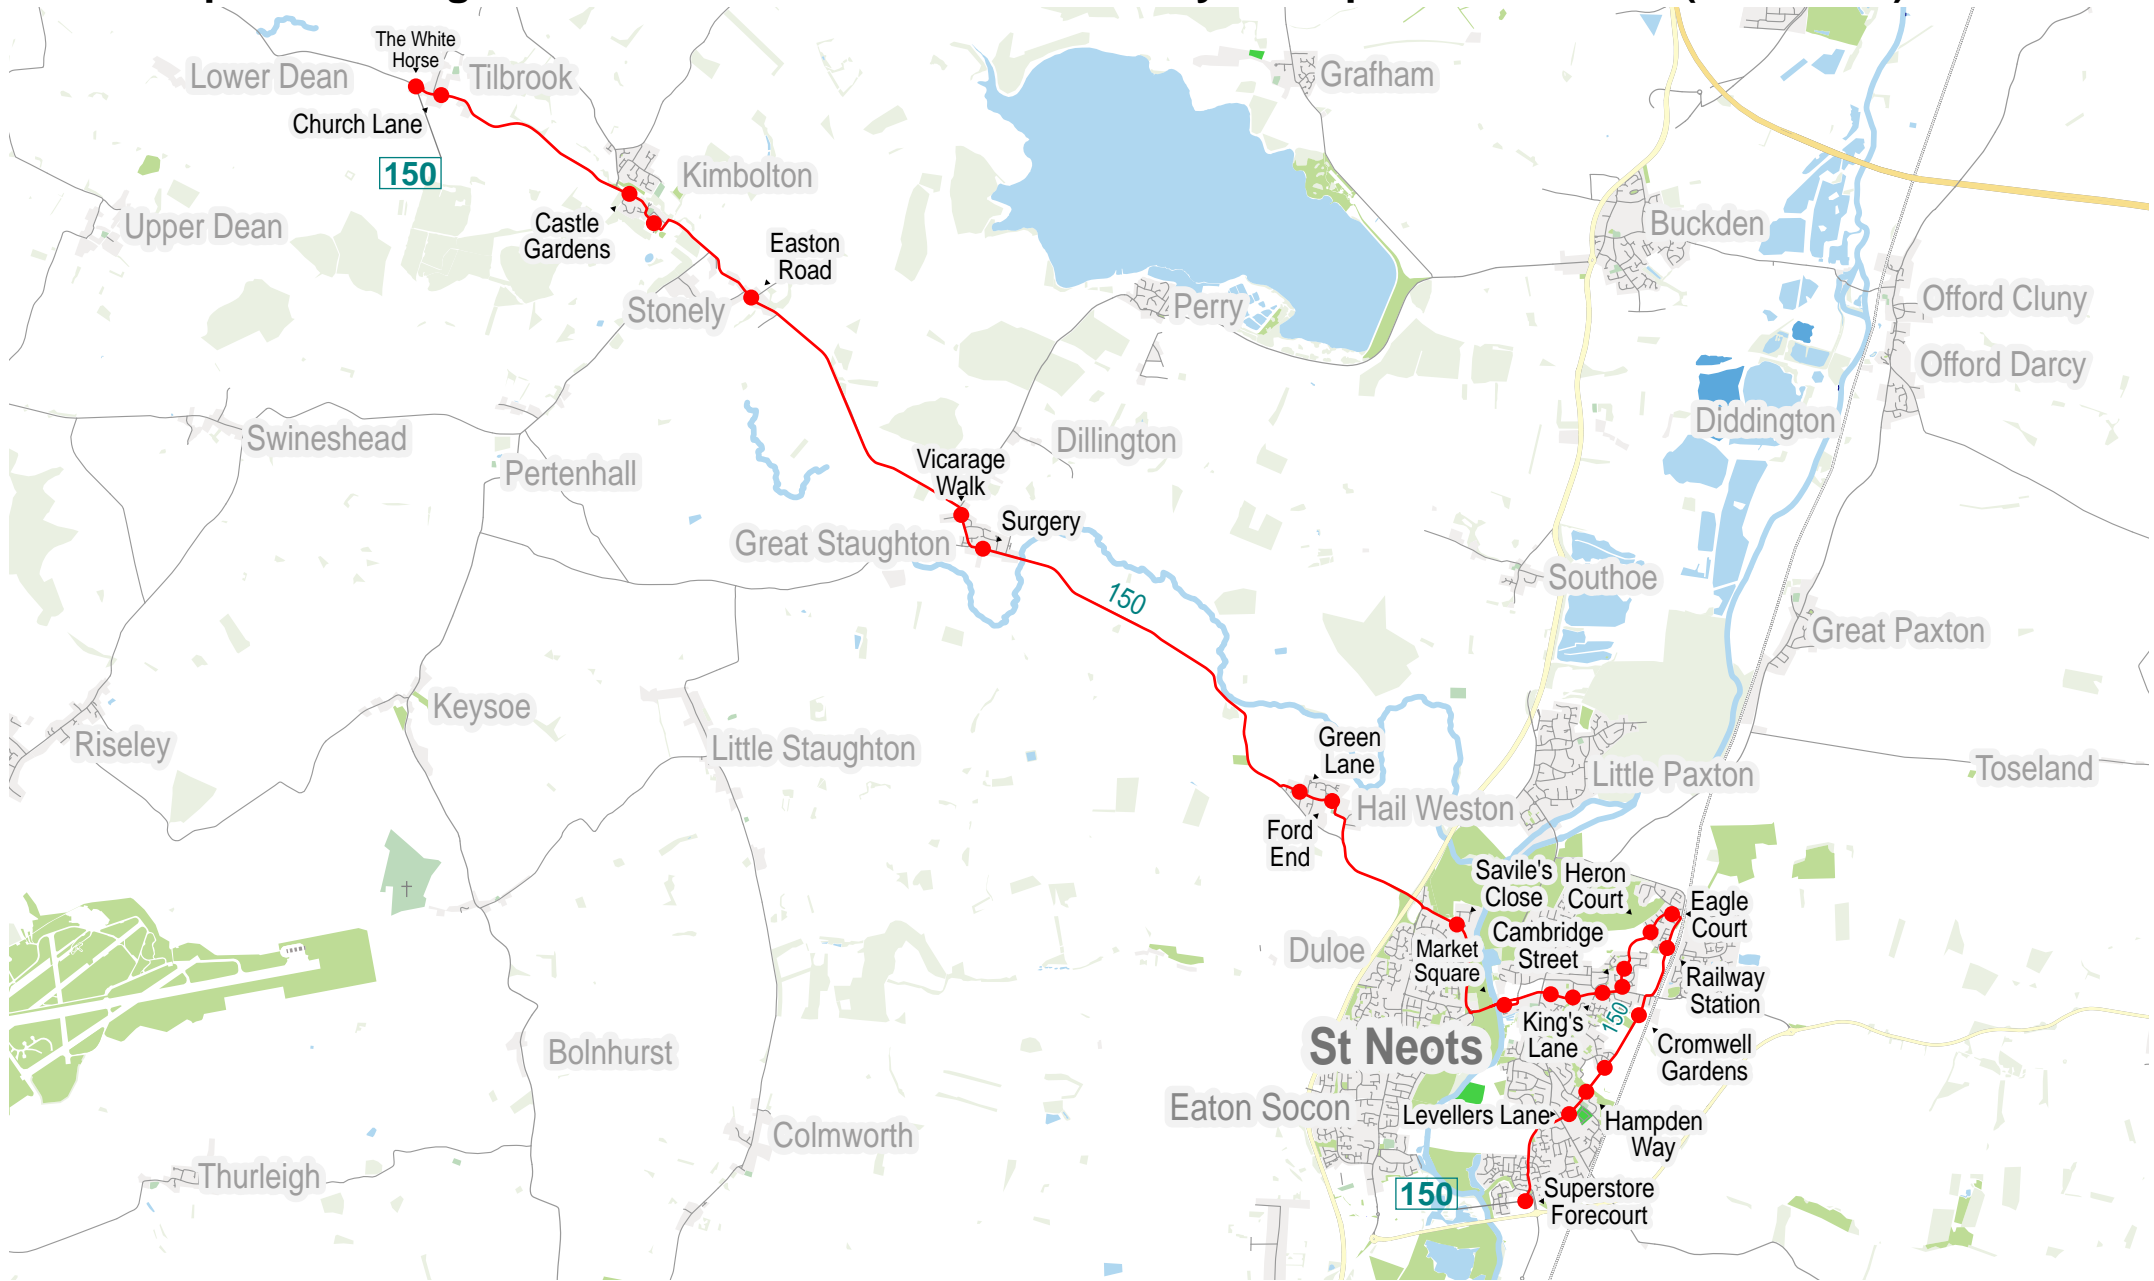 The White
Horse
Lower Dean
Tilbrook
Grafham
Church Lane
150
Kimbolton
Upper Dean
Castle
Gardens
Easton
Road
Buckden
Stonely
Perry
Offord Cluny
Offord Darcy
Swineshead
Dillington
Diddington
Pertenhall
Vicarage
Walk
Surgery
Great Staughton
150
Southoe
Great Paxton
Keysoe
Riseley
Little Staughton
Green
Lane
Little Paxton
Toseland
Hail Weston
Ford
End
Savile's
Close
Heron
Court
Eagle
Court
Duloe
Market
Square
Cambridge
Street
Railway
Station
King's
Lane
150
St Neots
Cromwell
Gardens
Bolnhurst
Eaton Socon
Levellers Lane
Hampden
Way
Colmworth
Thurleigh
150
Superstore
Forecourt